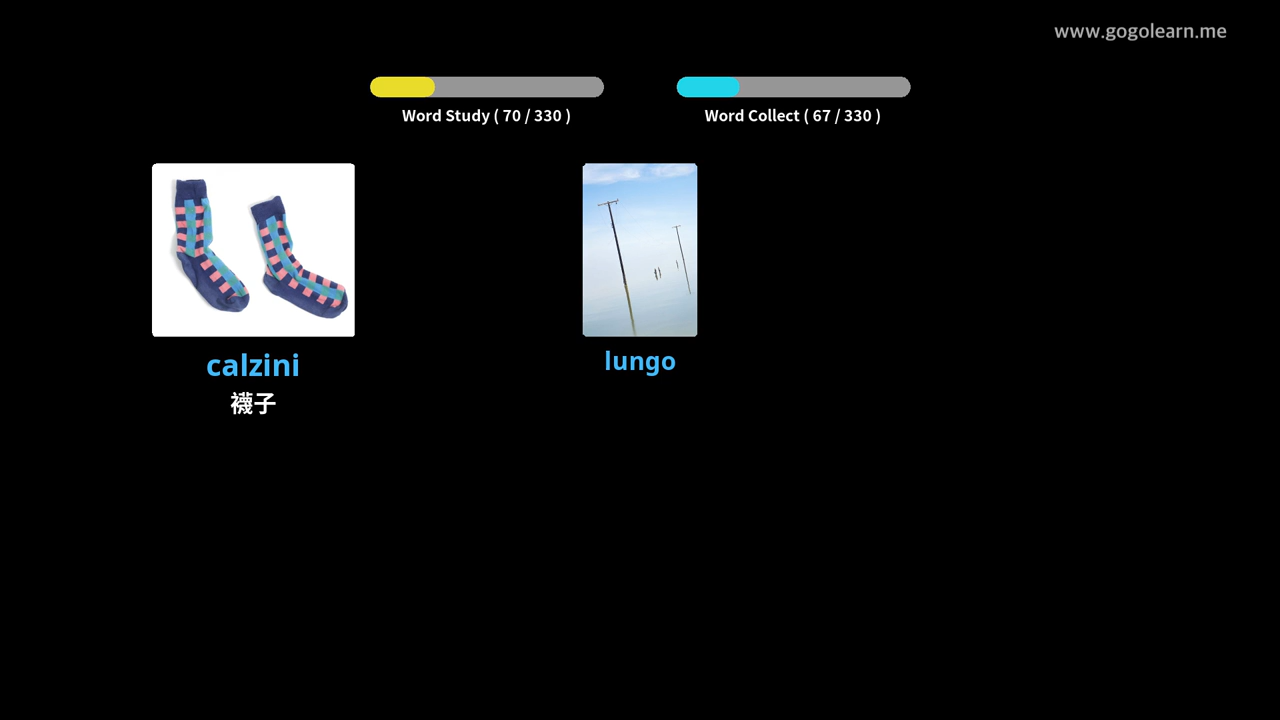 www.gogolearn.me
Word Study ( 70 / 330 )
Word Collect ( 67 / 330 )
calzini
襪子
lungo